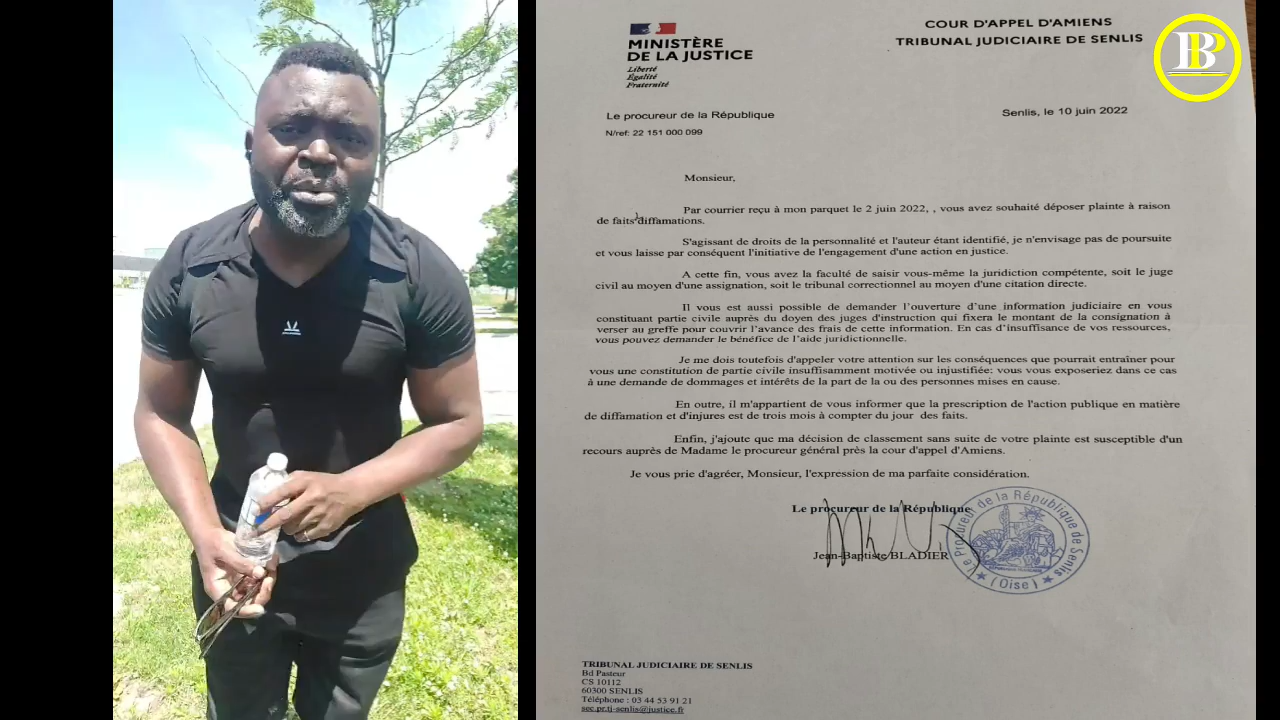 MINISTÈRE
DE LA JUSTICE
Liberté
Égalité
Fraternité
COUR D'APPEL D'AMIENS
TRIBUNAL JUDICIAIRE DE SENLIS
BP
Le procureur de la République
N/ref: 22 151 000 099
Senlis, le 10 juin 2022
Monsieur,
Par courrier reçu à mon parquet le 2 juin 2022, , vous avez souhaité déposer plainte à raison
de faits diffamations.
S'agissant de droits de la personnalité et l'auteur étant identifié, je n'envisage pas de poursuite
et vous laisse par conséquent l'initiative de l'engagement d'une action en justice.
A cette fin, vous avez la faculté de saisir vous-même la juridiction compétente, soit le juge
civil au moyen d'une assignation, soit le tribunal correctionnel au moyen d'une citation directe.
Il vous est aussi possible de demander l'ouverture d'une information judiciaire en vous
constituant partie civile auprès du doyen des juges d'instruction qui fixera le montant de la consignation à
verser au greffe pour couvrir l'avance des frais de cette information. En cas d'insuffisance de vos ressources,
vous pouvez demander le bénéfice de l'aide juridictionnelle.
Je me dois toutefois d'appeler votre attention sur les conséquences que pourrait entraîner pour
vous une constitution de partie civile insuffisamment motivée ou injustifiée: vous vous exposeriez dans ce cas
à une demande de dommages et intérêts de la part de la ou des personnes mises en cause.
En outre, il m'appartient de vous informer que la prescription de l'action publique en matière
de diffamation et d'injures est de trois mois à compter du jour des faits.
Enfin, j'ajoute que ma décision de classement sans suite de votre plainte est susceptible d'un
recours auprès de Madame le procureur général près la cour d'appel d'Amiens.
Je vous prie d'agréer, Monsieur, l'expression de ma parfaite considération.
Le procureur de la République
Jean-Baptiste BLADIER
Le Procureur de la République de Senlis
(Oise)
TRIBUNAL JUDICIAIRE DE SENLIS
Bd Pasteur
CS 10112
60300 SENLIS
Téléphone : 03 44 53 91 21
sec.pr.tj-senlis@justice.fr